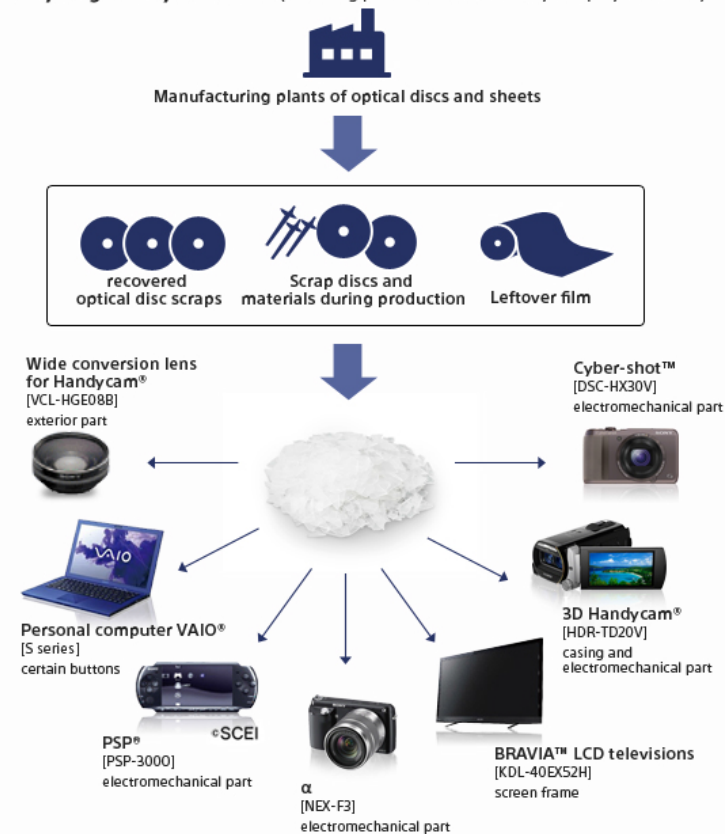 Manufacturing plants of optical discs and sheets
recovered
optical disc scraps
Scrap discs and
materials during production
Leftover film
Wide conversion lens
for Handycam®
[VCL-HGE08B]
exterior part
Cyber-shot™
[DSC-HX30V]
electromechanical part
SONY
VAIO
Personal computer VAIO®
[S series]
certain buttons
3D Handycam®
[HDR-TD20V]
casing and
electromechanical part
©SCEI
PSP®
[PSP-3000]
electromechanical part
α
[NEX-F3]
electromechanical part
BRAVIA™ LCD televisions
[KDL-40EX52H]
screen frame